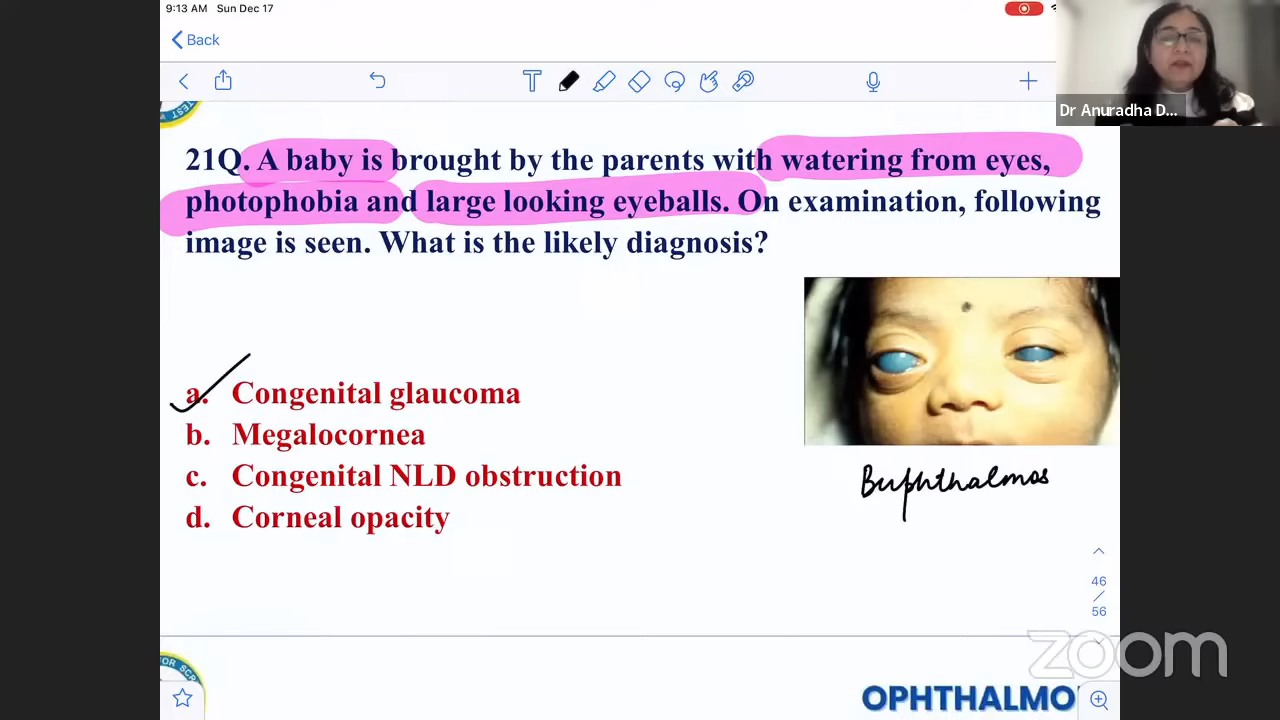 9:13 AM Sun Dec 17
Back
T
Dr Anuradha D...
21Q. A baby is brought by the parents with watering from eyes,
photophobia and large looking eyeballs. On examination, following
image is seen. What is the likely diagnosis?
a. Congenital glaucoma
b. Megalocornea
c. Congenital NLD obstruction
d. Corneal opacity
Buphthalmos
46
/
56
zoom
OPHTHALMO